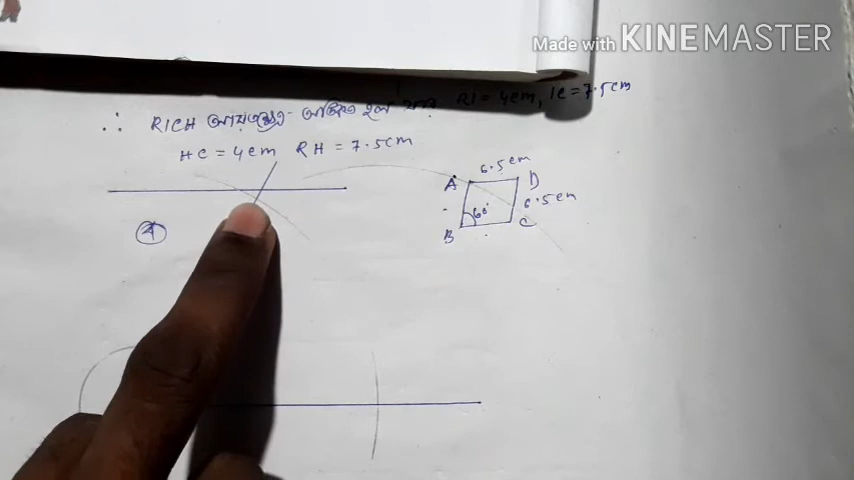 Made with KINEMASTER
∴ RICH আয়তক্ষেত্র অঙ্কিত হল যার RI = 4cm, IC = 7.5cm
HC = 4cm RH = 7.5cm
6.5cm
A D
60° 6.5cm
B C
4